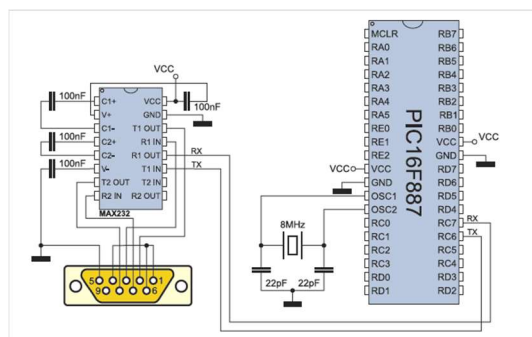 VCC
100nF
100nF
100nF
100nF
C1+
V+
C1-
C2+
C2-
V-
T2 OUT
R2 IN
VCC
GND
T1 OUT
R1 IN
R1 OUT
T1 IN
T2 IN
R2 OUT
MAX232
RX
TX
5
1
9
6
8MHz
22pF
22pF
PIC16F887
MCLR
RA0
RA1
RA2
RA3
RA4
RA5
RE0
RE1
RE2
VCC
VCC
GND
OSC1
OSC2
RC0
RC1
RC2
RC3
RD0
RD1
RB7
RB6
RB5
RB4
RB3
RB2
RB1
RB0
VCC
VCC
GND
RD7
RD6
RD5
RD4
RC7
RC6
RC5
RC4
RD3
RD2
RX
TX